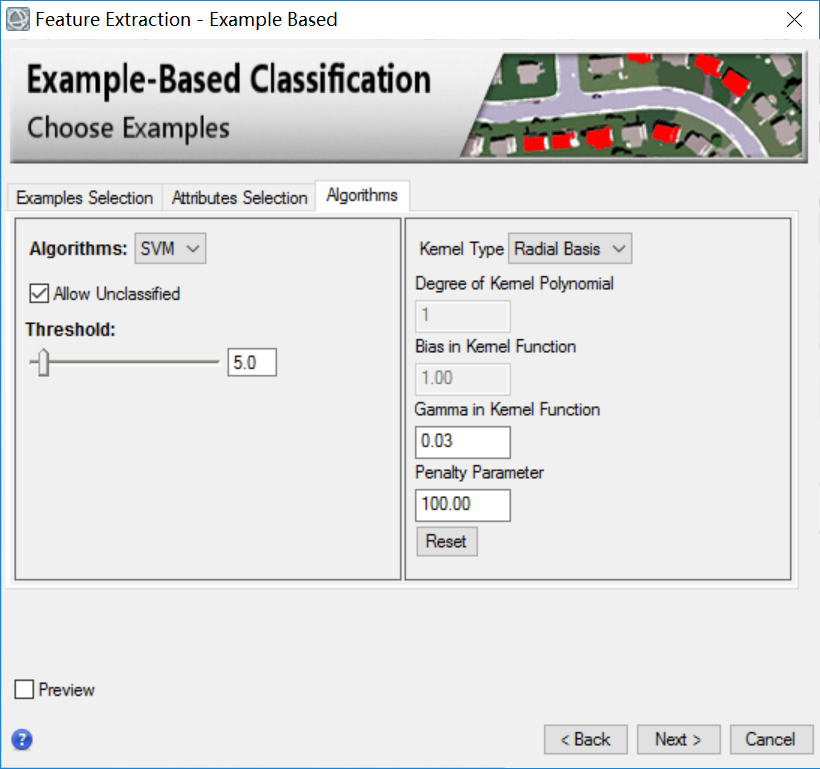 Feature Extraction - Example Based
Example-Based Classification
Choose Examples
Examples Selection
Attributes Selection
Algorithms
Algorithms: SVM
Allow Unclassified
Threshold:
5.0
Kernel Type Radial Basis
Degree of Kernel Polynomial
1
Bias in Kernel Function
1.00
Gamma in Kernel Function
0.03
Penalty Parameter
100.00
Reset
Preview
?
< Back
Next >
Cancel